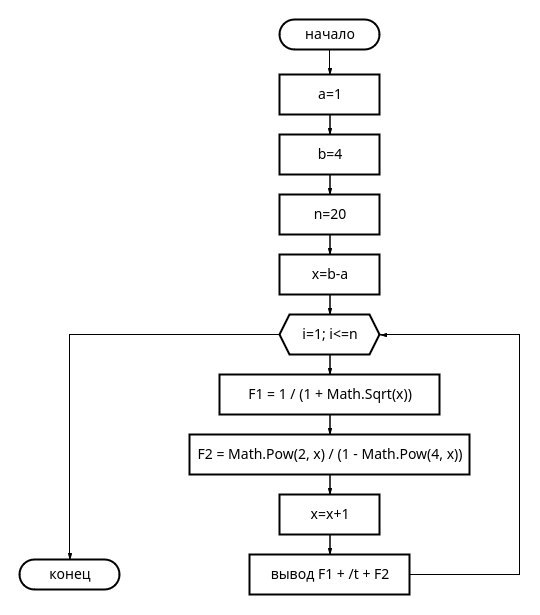 начало
a=1
b=4
n=20
x=b-a
i=1; i<=n
F1 = 1 / (1 + Math.Sqrt(x))
F2 = Math.Pow(2, x) / (1 - Math.Pow(4, x))
x=x+1
вывод F1 + /t + F2
конец